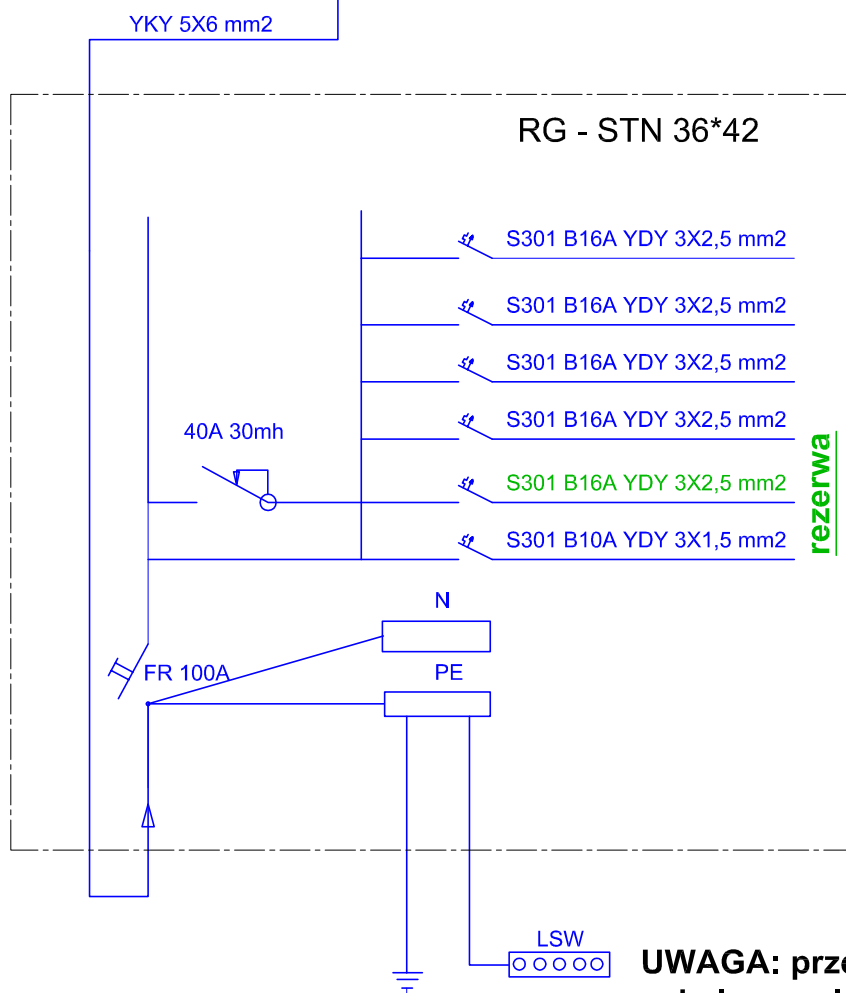 YKY 5X6 mm2
RG - STN 36*42
S301 B16A YDY 3X2,5 mm2
S301 B16A YDY 3X2,5 mm2
S301 B16A YDY 3X2,5 mm2
S301 B16A YDY 3X2,5 mm2
40A 30mh
S301 B16A YDY 3X2,5 mm2
rezerwa
S301 B10A YDY 3X1,5 mm2
N
FR 100A
PE
LSW
UWAGA: